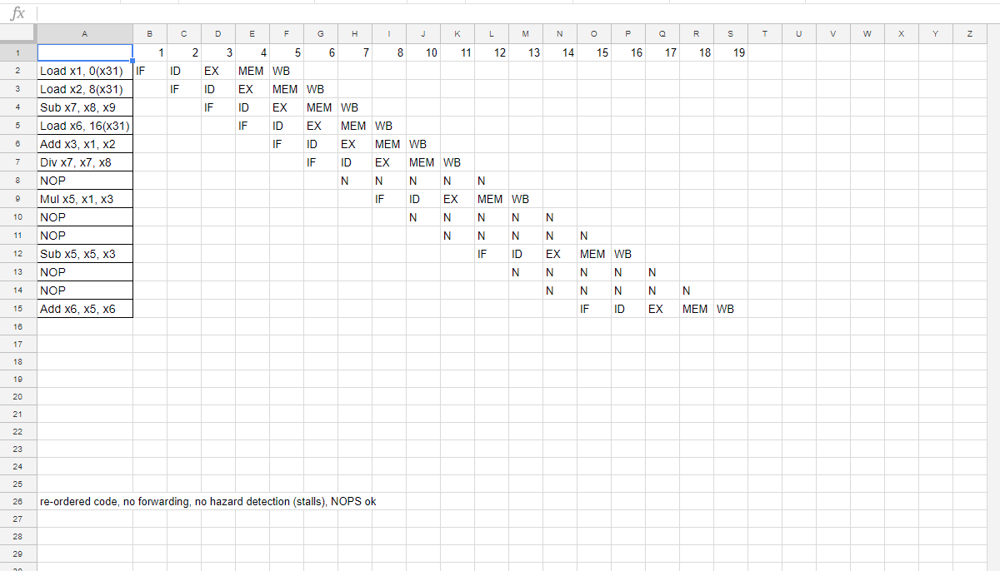 fx
A B C D E F G H I J K L M N O P Q R S T U V W X Y Z
1 1 2 3 4 5 6 7 8 10 11 12 13 14 15 16 17 18 19
2 Load x1, 0(x31) IF ID EX MEM WB
3 Load x2, 8(x31) IF ID EX MEM WB
4 Sub x7, x8, x9 IF ID EX MEM WB
5 Load x6, 16(x31) IF ID EX MEM WB
6 Add x3, x1, x2 IF ID EX MEM WB
7 Div x7, x7, x8 IF ID EX MEM WB
8 NOP N N N N N
9 Mul x5, x1, x3 IF ID EX MEM WB
10 NOP N N N N N
11 NOP N N N N N
12 Sub x5, x5, x3 IF ID EX MEM WB
13 NOP N N N N N
14 NOP N N N N N
15 Add x6, x5, x6 IF ID EX MEM WB
16
17
18
19
20
21
22
23
24
25
26 re-ordered code, no forwarding, no hazard detection (stalls), NOPS ok
27
28
29